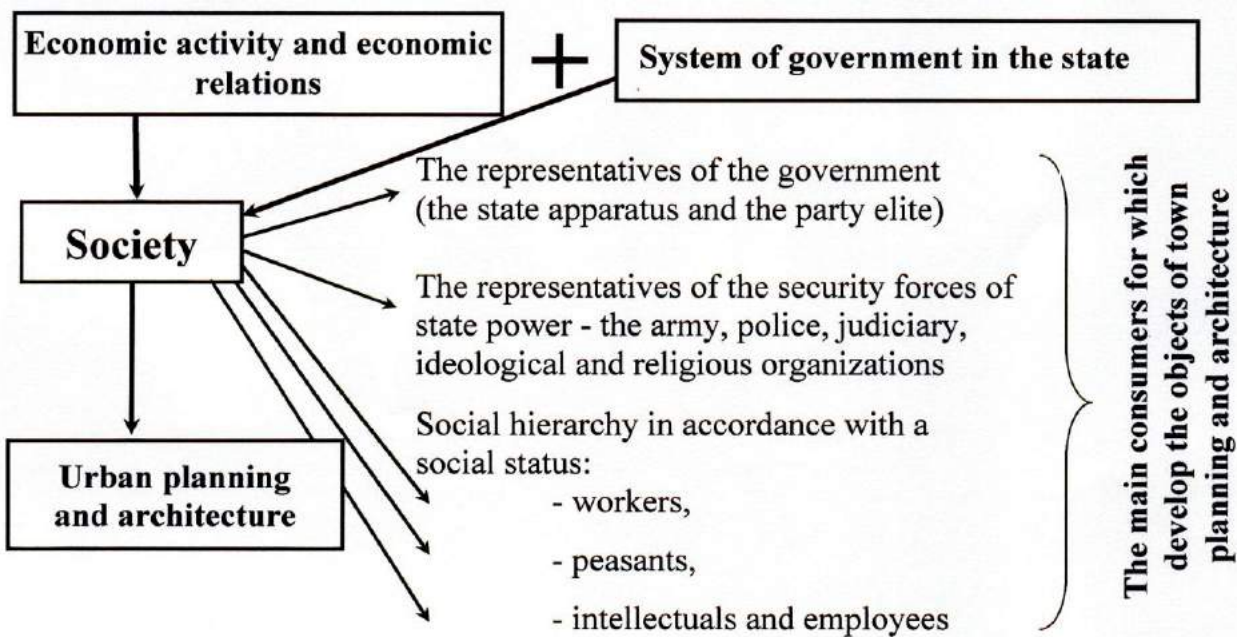 Economic activity and economic
relations
+
System of government in the state
Society
The representatives of the government
(the state apparatus and the party elite)
The representatives of the security forces of
state power - the army, police, judiciary,
ideological and religious organizations
Social hierarchy in accordance with a
social status:
- workers,
- peasants,
- intellectuals and employees
Urban planning
and architecture
The main consumers for which
develop the objects of town
planning and architecture